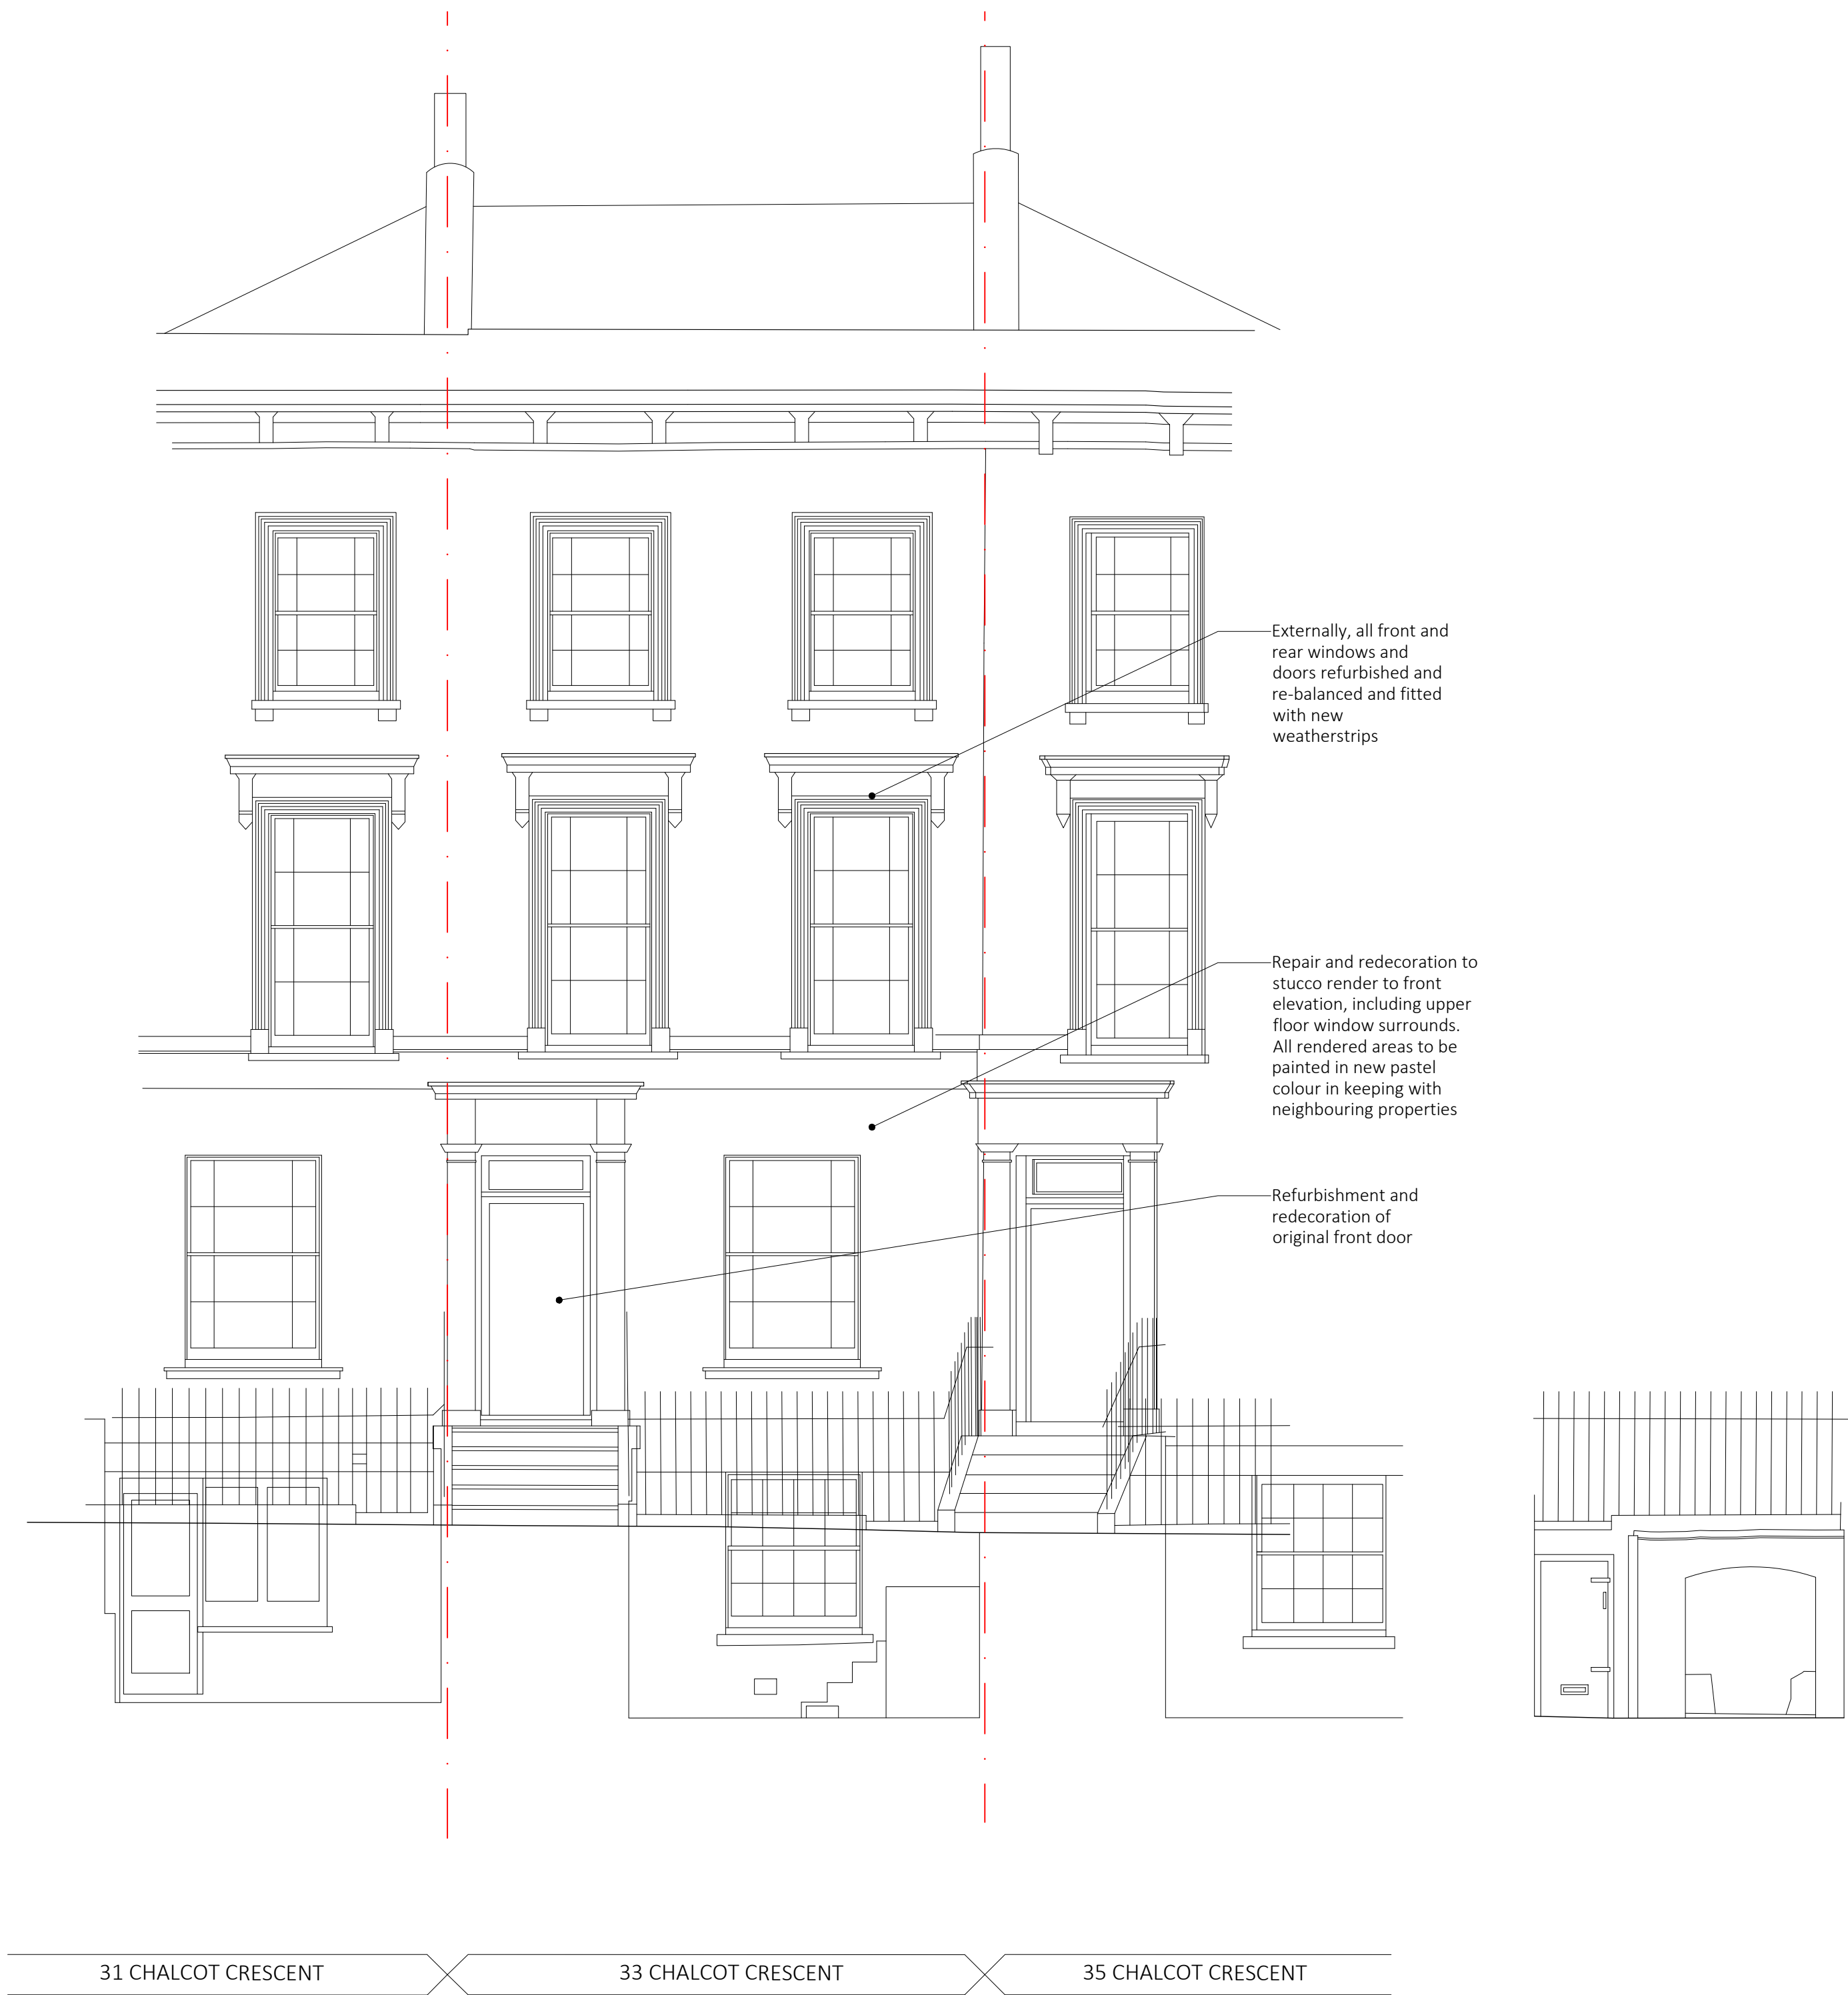 Externally, all front and
rear windows and
doors refurbished and
re-balanced and fitted
with new
weatherstrips
Repair and redecoration to
stucco render to front
elevation, including upper
floor window surrounds.
All rendered areas to be
painted in new pastel
colour in keeping with
neighbouring properties
Refurbishment and
redecoration of
original front door
31 CHALCOT CRESCENT
33 CHALCOT CRESCENT
35 CHALCOT CRESCENT